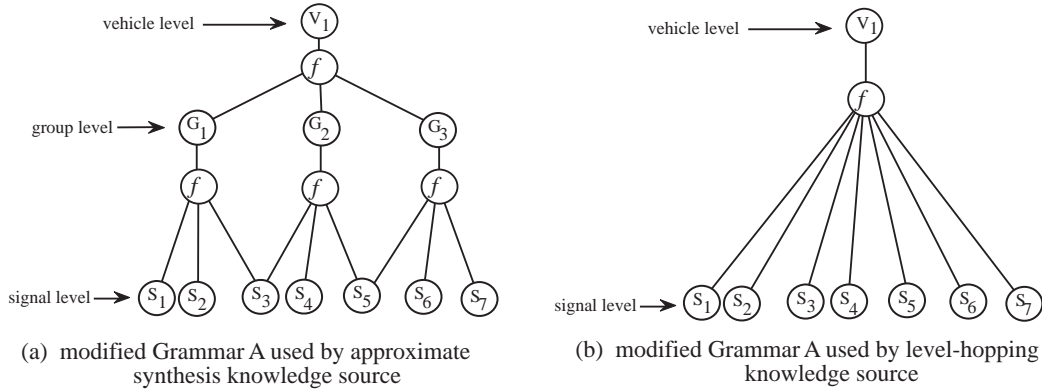 vehicle level
V1
f
group level
G1 G2 G3
f f f
signal level
S1 S2 S3 S4 S5 S6 S7
(a) modified Grammar A used by approximate
synthesis knowledge source
vehicle level
V1
f
signal level
S1 S2 S3 S4 S5 S6 S7
(b) modified Grammar A used by level-hopping
knowledge source